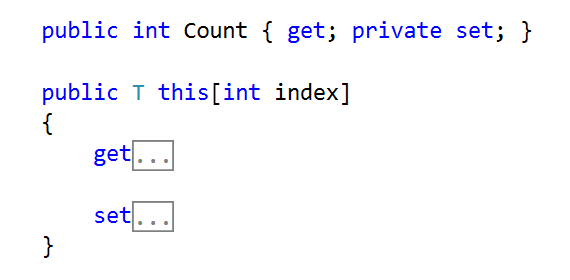 public int Count { get; private set; }
public T this[int index]
{
get...
set...
}